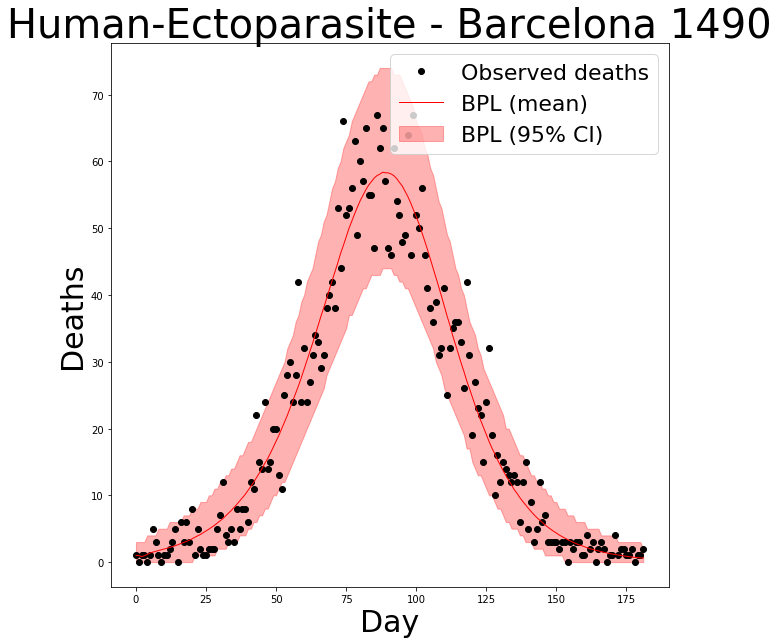 Human-Ectoparasite - Barcelona 1490
Observed deaths
BPL (mean)
BPL (95% CI)
Deaths
70
60
50
40
30
20
10
0
0 25 50 75 100 125 150 175
Day